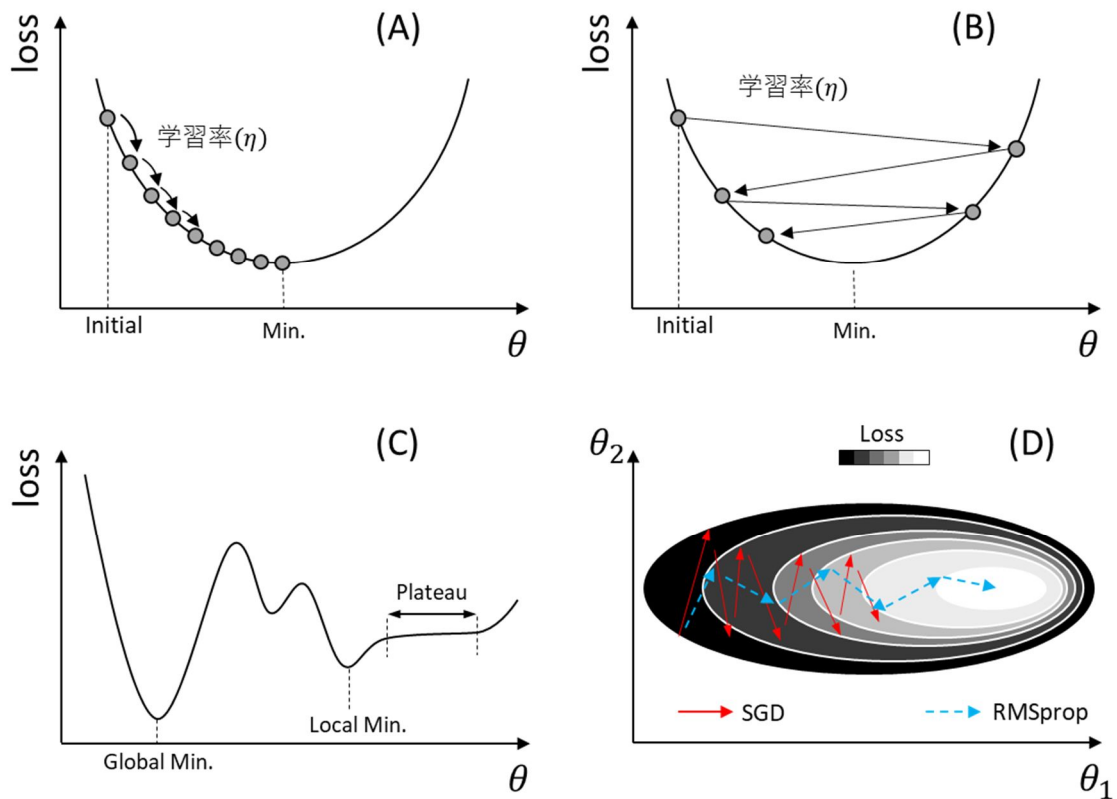 (A)
loss
学習率(η)
Initial
Min.
θ
(B)
loss
学習率(η)
Initial
Min.
θ
(C)
loss
Plateau
Local Min.
Global Min.
θ
(D)
θ2
Loss
SGD
RMSprop
θ1